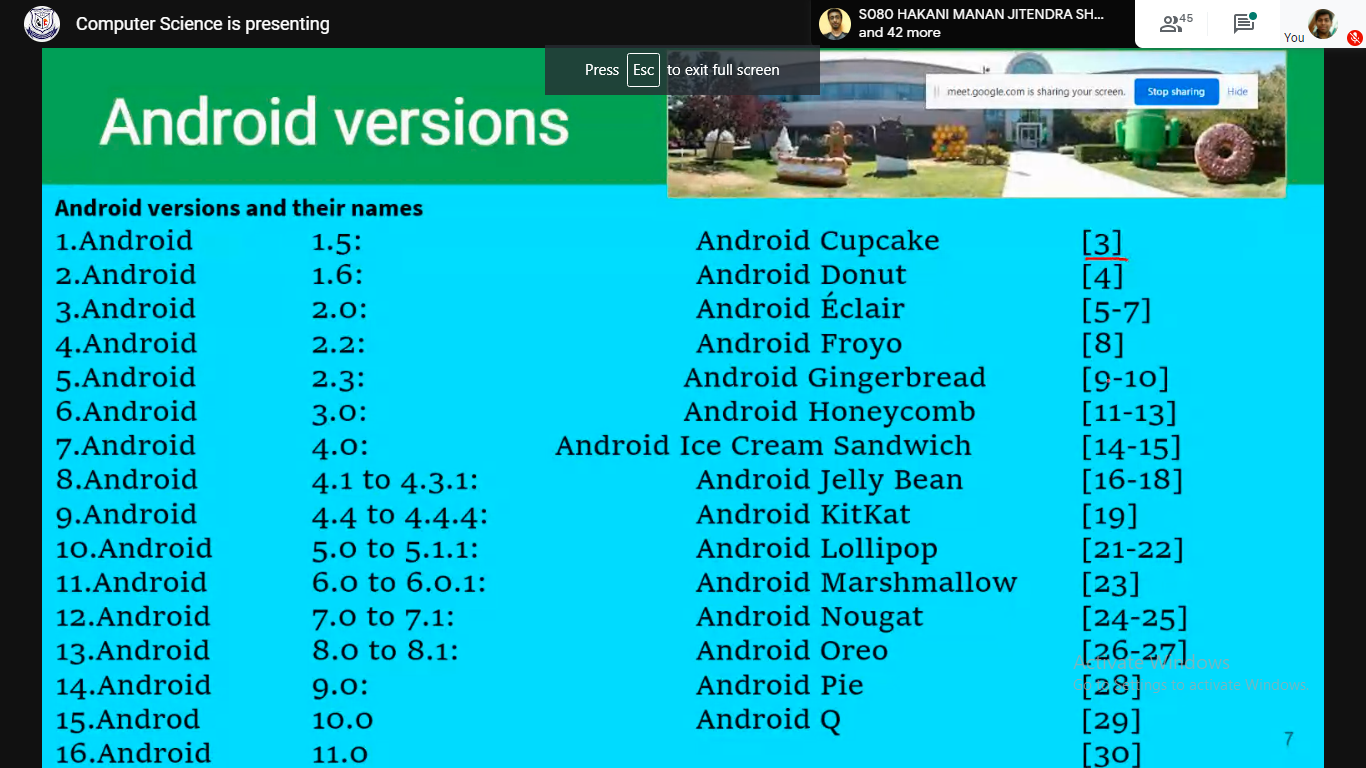 Computer Science is presenting
S080 HAKANI MANAN JITENDRA SH...
and 42 more
45
You
Press Esc to exit full screen
meet.google.com is sharing your screen. Stop sharing Hide
Android versions
Android versions and their names
1.Android 1.5: Android Cupcake [3]
2.Android 1.6: Android Donut [4]
3.Android 2.0: Android Éclair [5-7]
4.Android 2.2: Android Froyo [8]
5.Android 2.3: Android Gingerbread [9-10]
6.Android 3.0: Android Honeycomb [11-13]
7.Android 4.0: Android Ice Cream Sandwich [14-15]
8.Android 4.1 to 4.3.1: Android Jelly Bean [16-18]
9.Android 4.4 to 4.4.4: Android KitKat [19]
10.Android 5.0 to 5.1.1: Android Lollipop [21-22]
11.Android 6.0 to 6.0.1: Android Marshmallow [23]
12.Android 7.0 to 7.1: Android Nougat [24-25]
13.Android 8.0 to 8.1: Android Oreo [26-27]
Activate Windows
Go to Settings to activate Windows.
14.Android 9.0: Android Pie [28]
15.Androd 10.0 Android Q [29]
16.Android 11.0 [30]
7